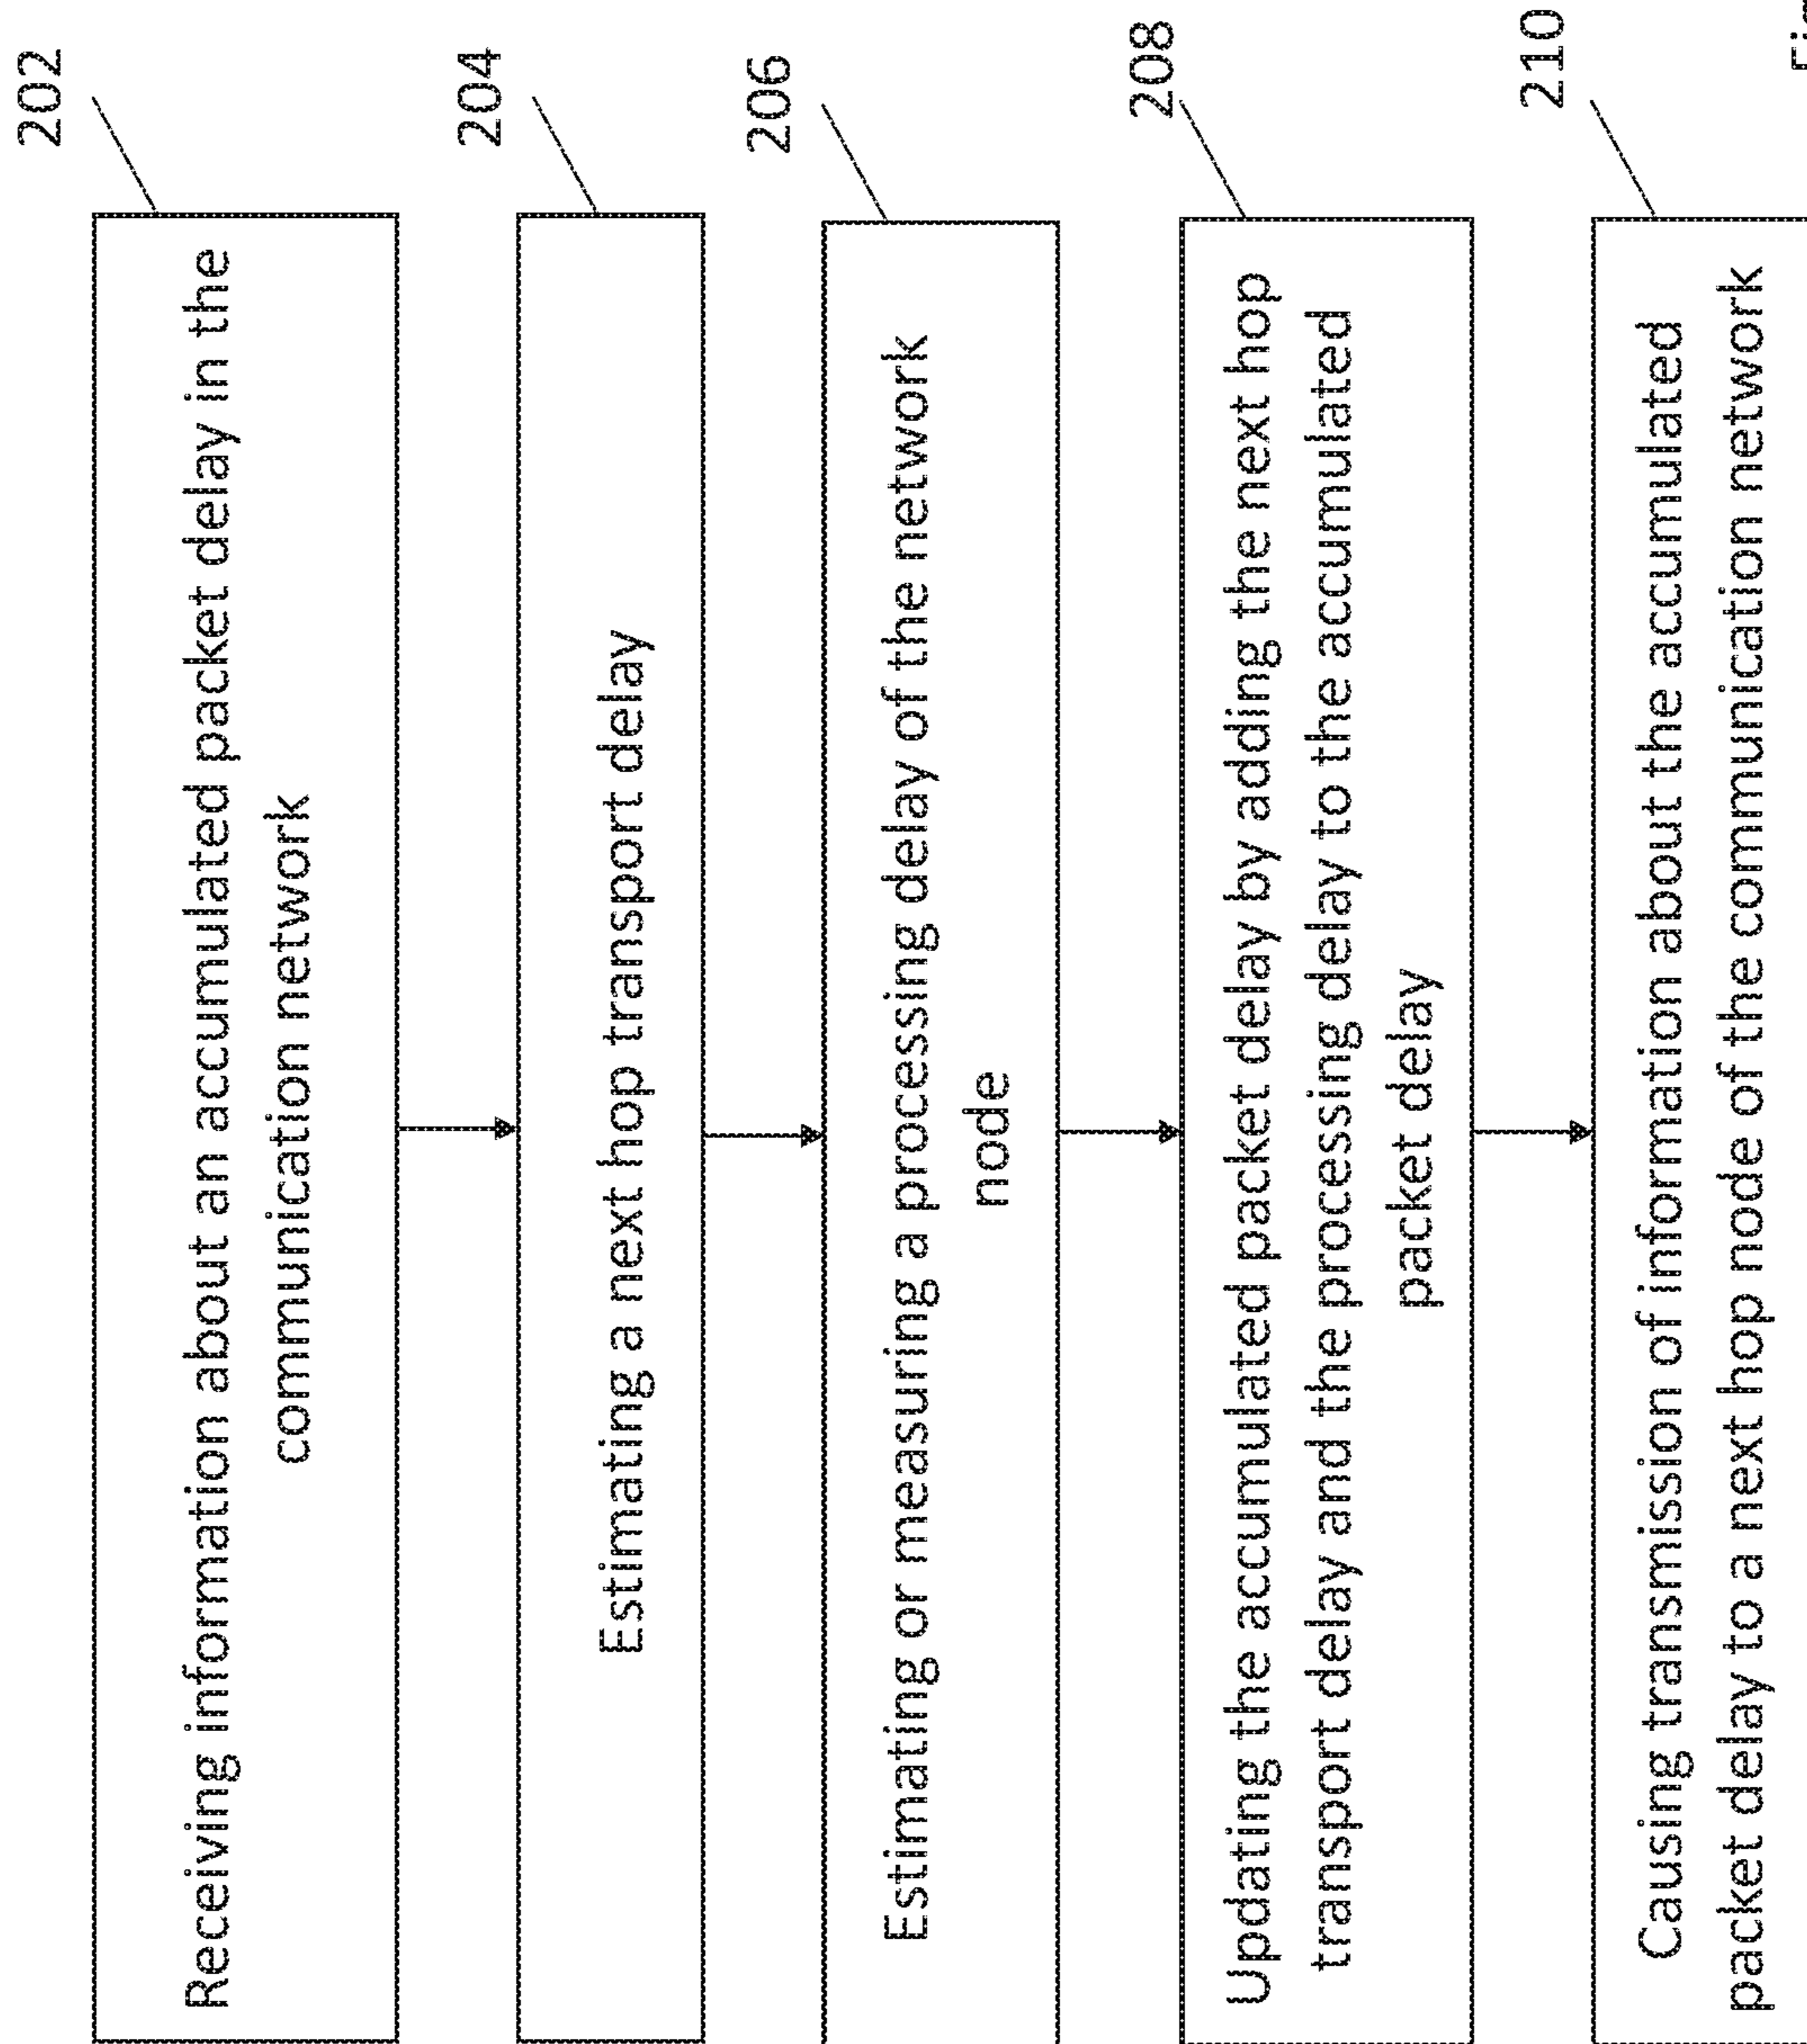 202
Receiving information about an accumulated packet delay in the
communication network
204
Estimating a next hop transport delay
206
Estimating or measuring a processing delay of the network
node
208
Updating the accumulated packet delay by adding the next hop
transport delay and the processing delay to the accumulated
packet delay
210
Causing transmission of information about the accumulated
packet delay to a next hop node of the communication network